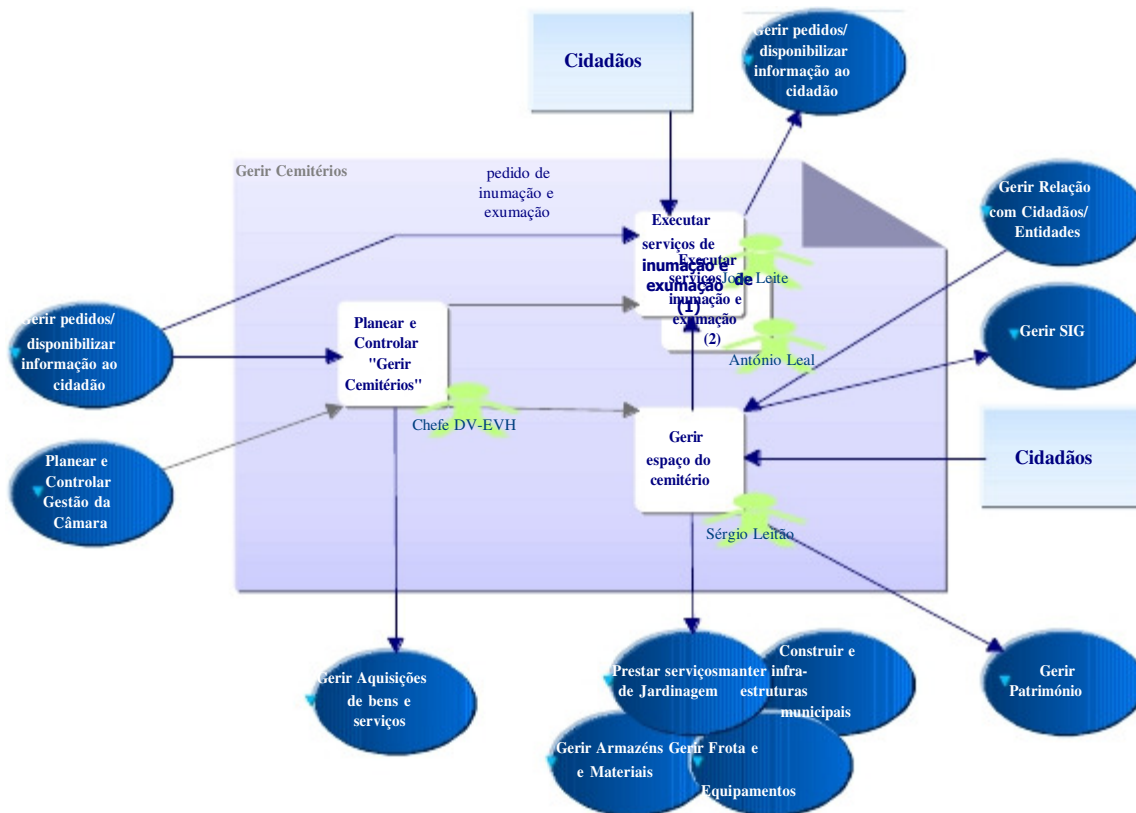 Cidadãos
Gerir pedidos/
disponibilizar
informação ao
cidadão
Gerir Cemitérios
pedido de
inumação e
exumação
Gerir Relação
com Cidadãos/
Entidades
Executar
serviços de
inumação e
exumação
(1)
Executar
serviços de
inumação e
exumação
(2)
João Leite
António Leal
Gerir pedidos/
disponibilizar
informação ao
cidadão
Planear e
Controlar
"Gerir
Cemitérios"
Chefe DV-EVH
Gerir SIG
Planear e
Controlar
Gestão da
Câmara
Gerir
espaço do
cemitério
Sérgio Leitão
Cidadãos
Gerir Aquisições
de bens e
serviços
Prestar serviços
de Jardinagem
Construir e
manter infra-
estruturas
municipais
Gerir
Património
Gerir Armazéns
e Materiais
Gerir Frota e
Equipamentos